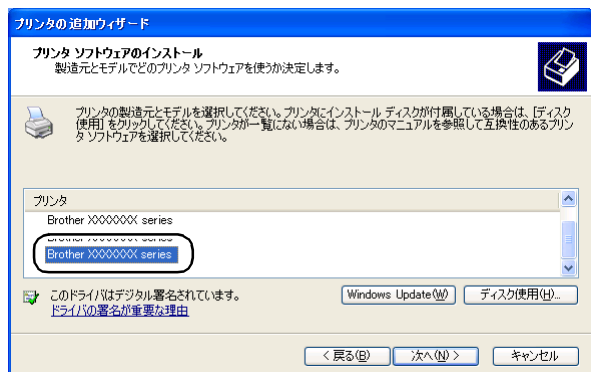 プリンタの追加ウィザード
プリンタ ソフトウェアのインストール
製造元とモデルでどのプリンタ ソフトウェアを使うか決定します。
プリンタの製造元とモデルを選択してください。プリンタにインストール ディスクが付属している場合は、[ディスク
使用] をクリックしてください。プリンタが一覧にない場合は、プリンタのマニュアルを参照して互換性のあるプリン
タ ソフトウェアを選択してください。
プリンタ
Brother XXXXXXX series
Brother XXXXXXX series
このドライバはデジタル署名されています。
ドライバの署名が重要な理由
Windows Update(W)
ディスク使用(H)...
< 戻る(B)
次へ(N) >
キャンセル